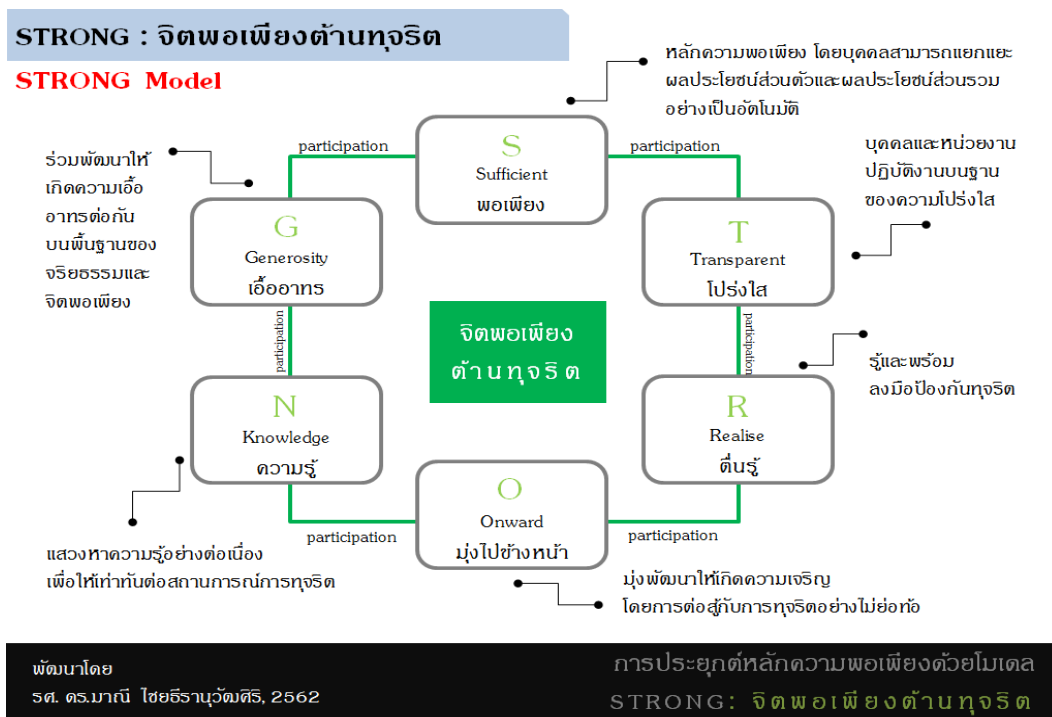 STRONG : จิตพอเพียงต้านทุจริต
STRONG Model
หลักความพอเพียง โดยบุคคลสามารถแยกแยะ
ผลประโยชน์ส่วนตัวและผลประโยชน์ส่วนรวม
อย่างเป็นอัตโนมัติ
participation
S
Sufficient
พอเพียง
participation
บุคคลและหน่วยงาน
ปฏิบัติงานบนฐาน
ของความโปร่งใส
ร่วมพัฒนาให้
เกิดความเอื้อ
อาทรต่อกัน
บนพื้นฐานของ
จริยธรรมและ
จิตพอเพียง
G
Generosity
เอื้ออาทร
T
Transparent
โปร่งใส
participation
จิตพอเพียง
ต้านทุจริต
participation
รู้และพร้อม
ลงมือป้องกันทุจริต
N
Knowledge
ความรู้
R
Realise
ตื่นรู้
participation
O
Onward
มุ่งไปข้างหน้า
participation
แสวงหาความรู้อย่างต่อเนื่อง
เพื่อให้เท่าทันต่อสถานการณ์การทุจริต
มุ่งพัฒนาให้เกิดความเจริญ
โดยการต่อสู้กับการทุจริตอย่างไม่ย่อท้อ
พัฒนาโดย
รศ. ดร.มาณี ไชยธีรานุวัฒศิริ, 2562
การประยุกต์หลักความพอเพียงด้วยโมเดล
STRONG: จิตพอเพียงต้านทุจริต